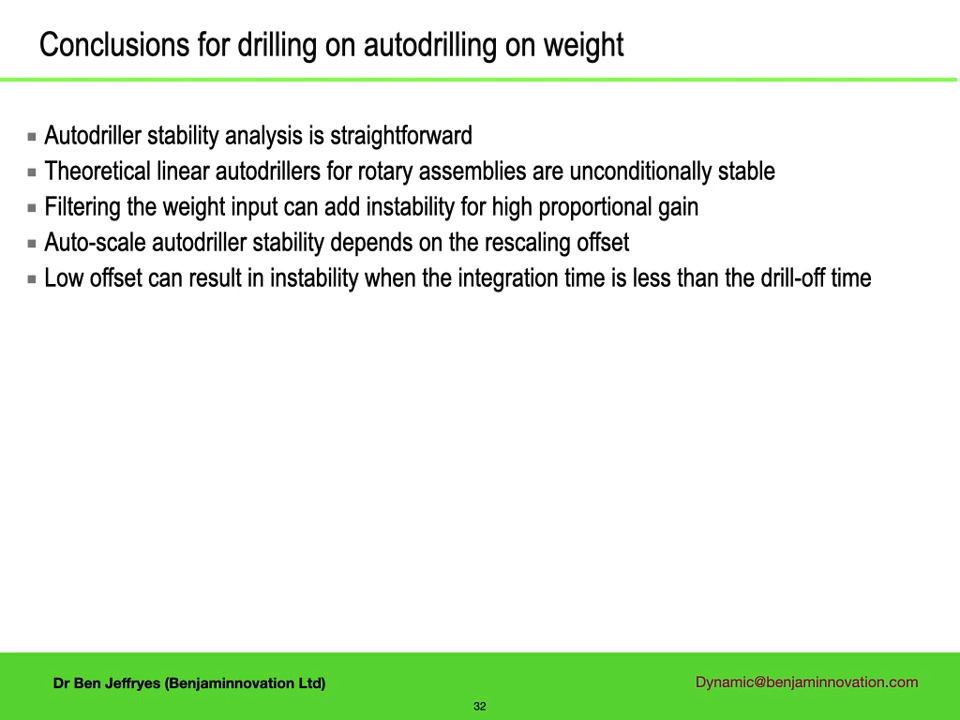 Conclusions for drilling on autodrilling on weight
Autodriller stability analysis is straightforward
Theoretical linear autodrillers for rotary assemblies are unconditionally stable
Filtering the weight input can add instability for high proportional gain
Auto-scale autodriller stability depends on the rescaling offset
Low offset can result in instability when the integration time is less than the drill-off time
Dr Ben Jeffryes (Benjaminnovation Ltd)
Dynamic@benjaminnovation.com
32